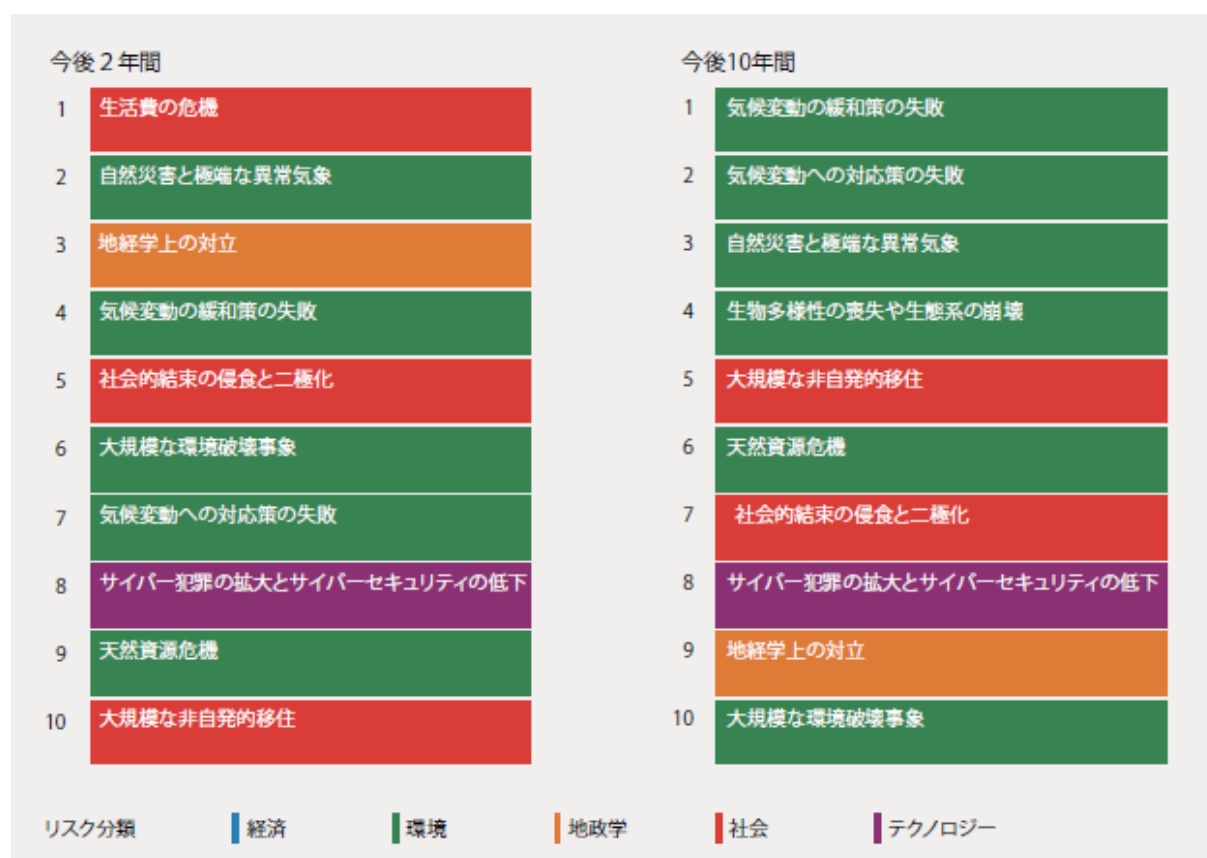 今後2年間
1 生活費の危機
2 自然災害と極端な異常気象
3 地経学上の対立
4 気候変動の緩和策の失敗
5 社会的結束の侵食と二極化
6 大規模な環境破壊事象
7 気候変動への対応策の失敗
8 サイバー犯罪の拡大とサイバーセキュリティの低下
9 天然資源危機
10 大規模な非自発的移住
今後10年間
1 気候変動の緩和策の失敗
2 気候変動への対応策の失敗
3 自然災害と極端な異常気象
4 生物多様性の喪失や生態系の崩壊
5 大規模な非自発的移住
6 天然資源危機
7 社会的結束の侵食と二極化
8 サイバー犯罪の拡大とサイバーセキュリティの低下
9 地経学上の対立
10 大規模な環境破壊事象
リスク分類 経済 環境 地政学 社会 テクノロジー